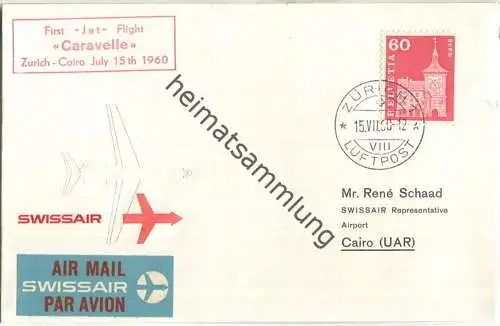 First -Jet- Flight
«Caravelle»
Zurich - Cairo July 15th 1960
60
HELVETIA
BERN
ZÜRICH
15.VII.60-12
VIII
LUFTPOST
heimatsammlung
Mr. René Schaad
SWISSAIR Representative
Airport
Cairo (UAR)
SWISSAIR
AIR MAIL
SWISSAIR
PAR AVION